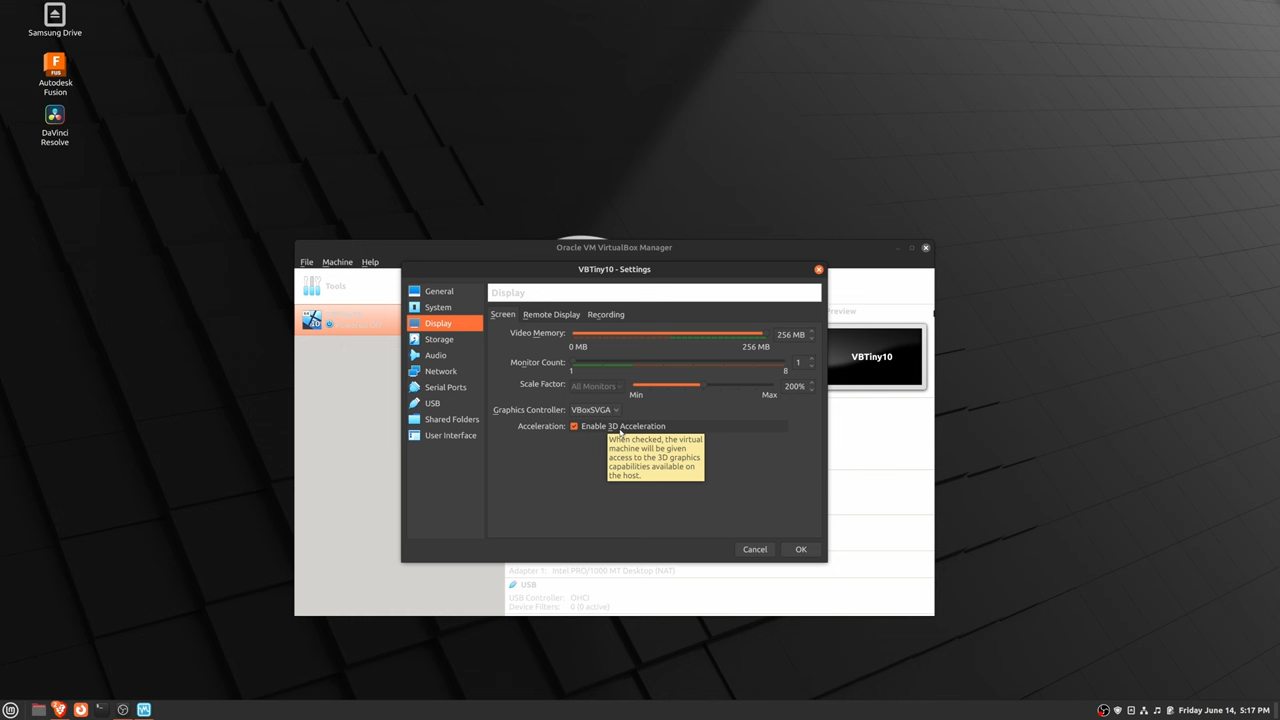 Samsung Drive
Autodesk
Fusion
DaVinci
Resolve
Oracle VM VirtualBox Manager
File Machine Help
Tools
VBTiny10 - Settings
General
System
Display
Storage
Audio
Network
Serial Ports
USB
Shared Folders
User Interface
Display
Screen Remote Display Recording
Video Memory: 256 MB
0 MB 256 MB
Monitor Count: 1
1 8
Scale Factor: All Monitors 200%
Min Max
Graphics Controller: VBoxSVGA
Acceleration: Enable 3D Acceleration
When checked, the virtual
machine will be given
access to the 3D graphics
capabilities available on
the host.
Cancel OK
Preview
VBTiny10
Adapter 1: Intel PRO/1000 MT Desktop (NAT)
USB
USB Controller: OHCI
Device Filters: 0 (0 active)
Friday June 14, 5:17 PM